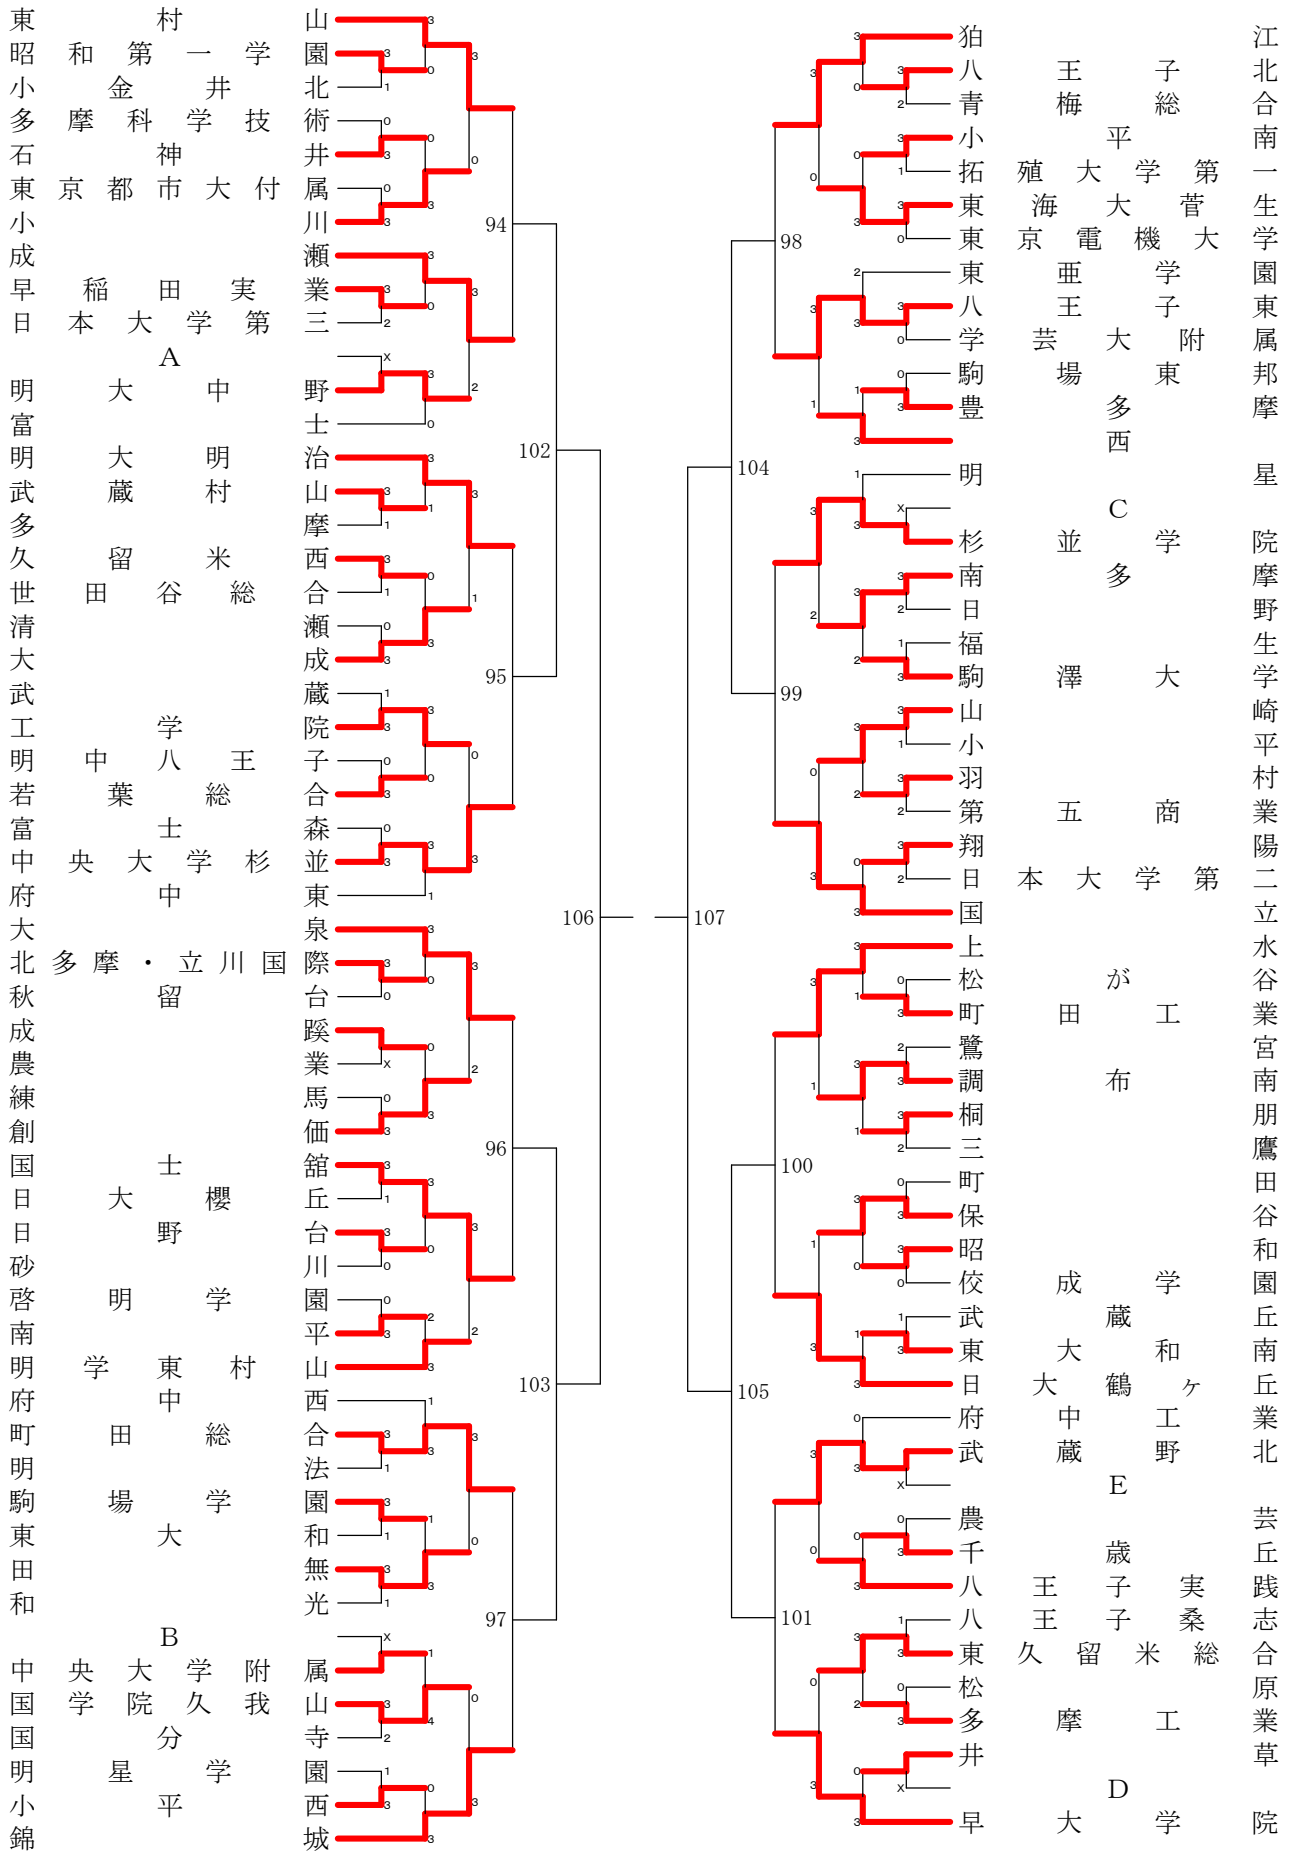 東村山
昭和第一学園
小金井北
多摩科学技術
石神井
東京都市大付属
小川
成瀬
早稲田実業
日本大学第三
A
明大中野
富士
明大明治
武蔵村山
多摩
久留米西
世田谷総合
清瀬
大成
武蔵
工学院
明中八王子
若葉総合
富士森
中央大学杉並
府中東
大泉
北多摩・立川国際
秋留台
成蹊
農業
練馬
創価
国士舘
日大櫻丘
日野台
砂川
啓明学園
南平
明学東村山
府中西
町田総合
明法
駒場学園
東大和
田無
和光
B
中央大学附属
国学院久我山
国分寺
明星学園
小平西
錦城
94
95
96
97
102
103
106
107
104
105
98
99
100
101
狛江
八王子北
青梅総合
小平南
拓殖大学第一
東海大菅生
東京電機大学
東亜学園
八王子東
学芸大附属
駒場東邦
豊多摩
西
明星
C
杉並学院
南多摩
日野
福生
駒澤大学
山崎
小平
羽村
第五商業
翔陽
日本大学第二
国立
上水
松が谷
町田工業
鷺宮
調布南
桐朋
三鷹
町田
保谷
昭和
佼成学園
武蔵丘
東大和南
日大鶴ヶ丘
府中工業
武蔵野北
E
農芸
千歳丘
八王子実践
八王子桑志
東久留米総合
松原
多摩工業
井草
D
早大学院